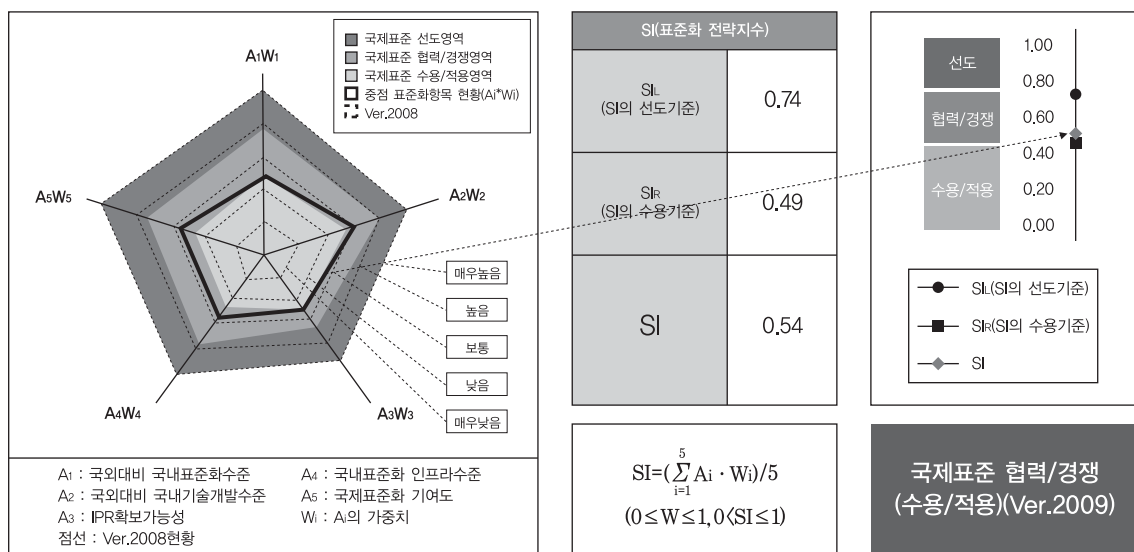 국제표준 선도영역
국제표준 협력/경쟁영역
국제표준 수용/적용영역
중점 표준화항목 현황(Ai*Wi)
Ver.2008
A₁W₁
A₂W₂
A₃W₃
A₄W₄
A₅W₅
매우높음
높음
보통
낮음
매우낮음
A₁ : 국외대비 국내표준화수준
A₂ : 국외대비 국내기술개발수준
A₃ : IPR확보가능성
점선 : Ver.2008현황
A₄ : 국내표준화 인프라수준
A₅ : 국제표준화 기여도
Wᵢ : Aᵢ의 가중치
SI(표준화 전략지수)
SIL
(SI의 선도기준)
0.74
SIR
(SI의 수용기준)
0.49
SI
0.54
SI=(∑Ai · Wi)/5
5
i=1
(0≤W≤1, 0〈SI≤1)
선도
협력/경쟁
수용/적용
1.00
0.80
0.60
0.40
0.20
0.00
SIL(SI의 선도기준)
SIR(SI의 수용기준)
SI
국제표준 협력/경쟁
(수용/적용)(Ver.2009)